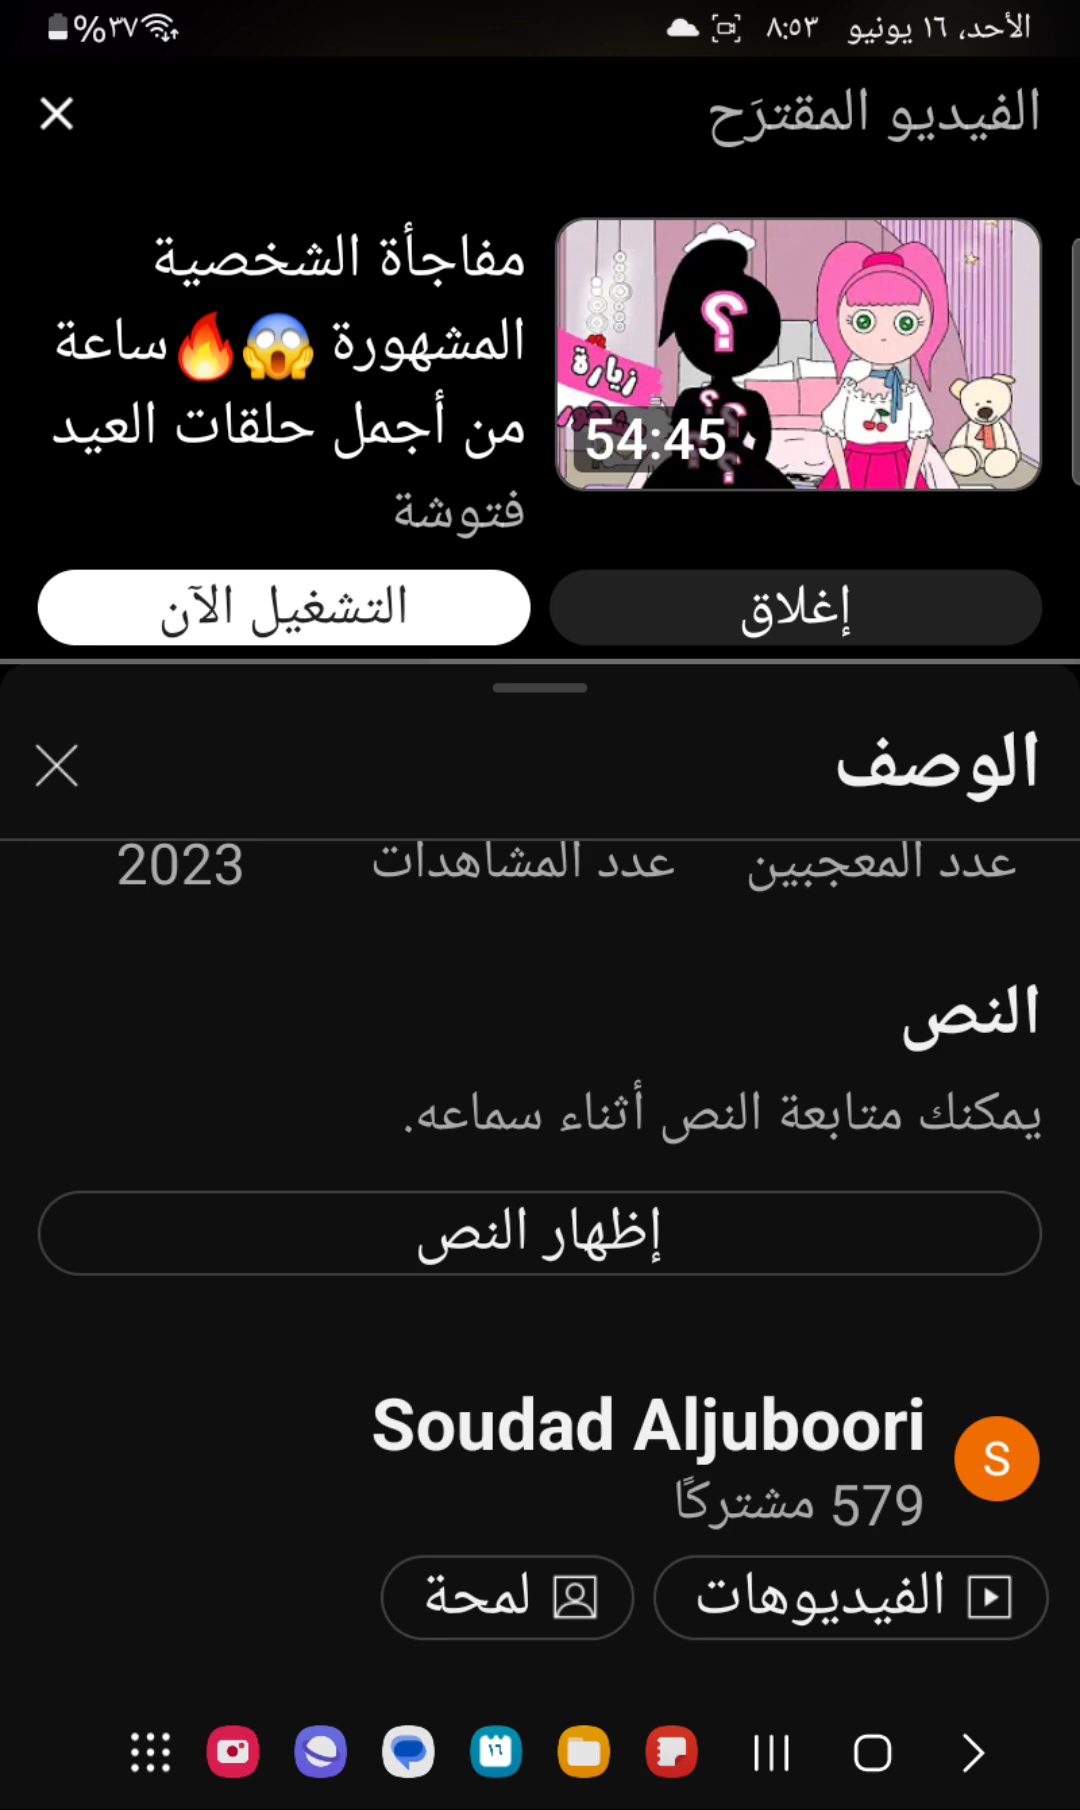 الأحد، ١٦ يونيو ٨:٥٣ ٣٧%
الفيديو المقترَح
مفاجأة الشخصية
المشهورة 😱🔥ساعة
من أجمل حلقات العيد
فتوشة
؟
زيارة
54:45
إغلاق
التشغيل الآن
الوصف
عدد المعجبين عدد المشاهدات 2023
النص
يمكنك متابعة النص أثناء سماعه.
إظهار النص
S
Soudad Aljuboori
579 مشتركًا
الفيديوهات
لمحة
١٦